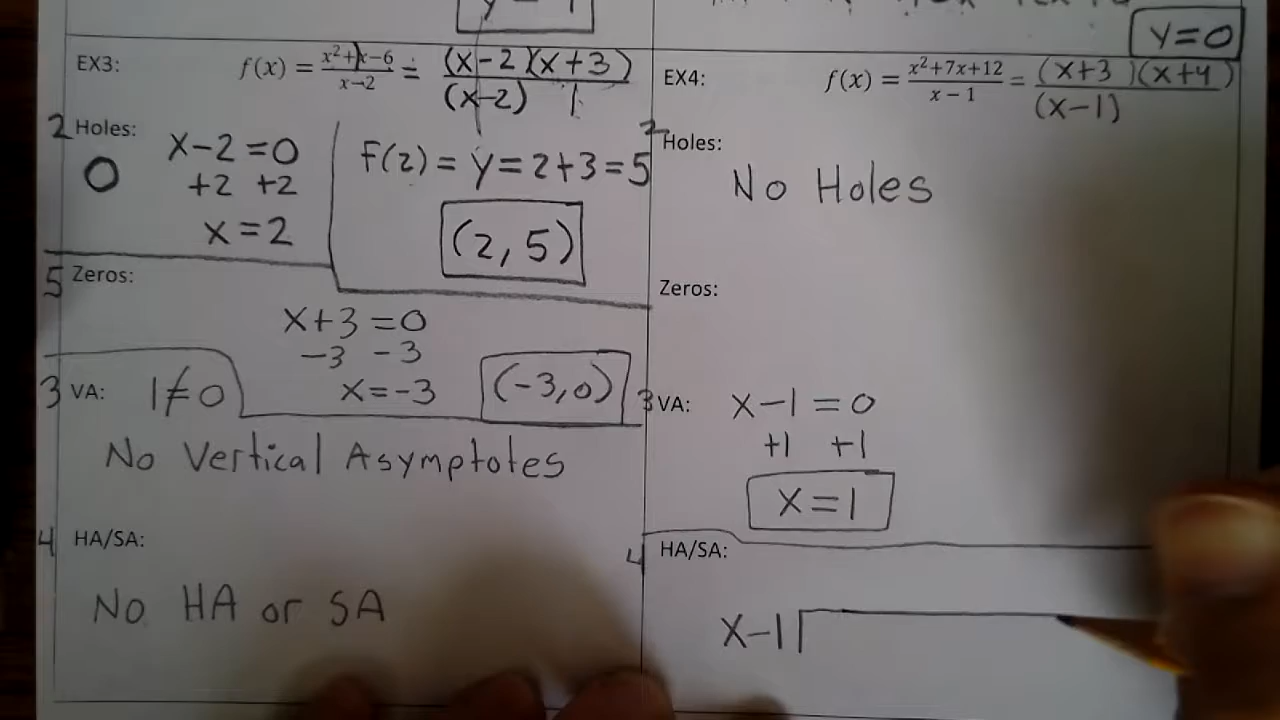 y=0
EX3: f(x) = x²+x−6 / x−2 = (x−2)(x+3) / (x−2) 1
2 Holes:
0
x−2=0
+2 +2
x=2
f(2) = y=2+3=5
(2, 5)
5 Zeros:
x+3=0
−3 −3
x=−3
(−3,0)
3 VA: 1≠0
No Vertical Asymptotes
4 HA/SA:
No HA or SA
EX4: f(x) = x²+7x+12 / x − 1 = (x+3)(x+4) / (x−1)
2 Holes:
No Holes
Zeros:
3 VA: x−1=0
+1 +1
x=1
4 HA/SA:
x−1